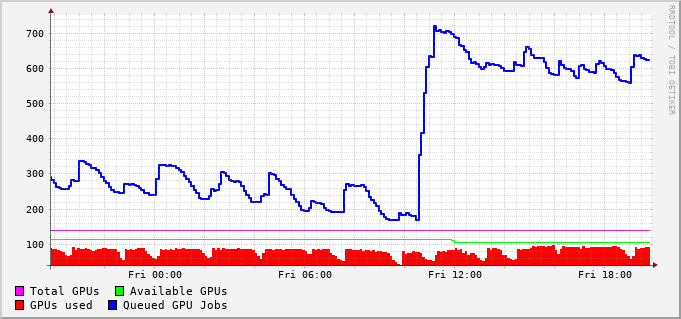 RRDTOOL / TOBI OETIKER
700
600
500
400
300
200
100
Fri 00:00 Fri 06:00 Fri 12:00 Fri 18:00
Total GPUs Available GPUs
GPUs used Queued GPU Jobs